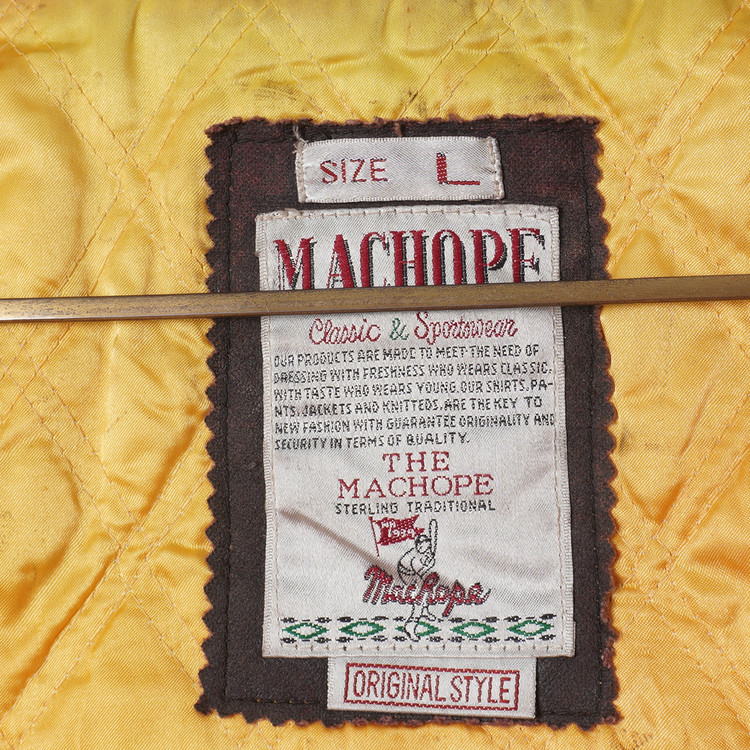 SIZE L
MACHOPE
Classic & Sportswear
OUR PRODUCTS ARE MADE TO MEET THE NEED OF
DRESSING WITH FRESHNESS WHO WEARS CLASSIC,
WITH TASTE WHO WEARS YOUNG. OUR SHIRTS, PA-
NTS, JACKETS AND KNITTEDS, ARE THE KEY TO
NEW FASHION WITH GUARANTEE ORIGINALITY AND
SECURITY IN TERMS OF QUALITY.
THE
MACHOPE
STERLING TRADITIONAL
MacHope
ORIGINAL STYLE